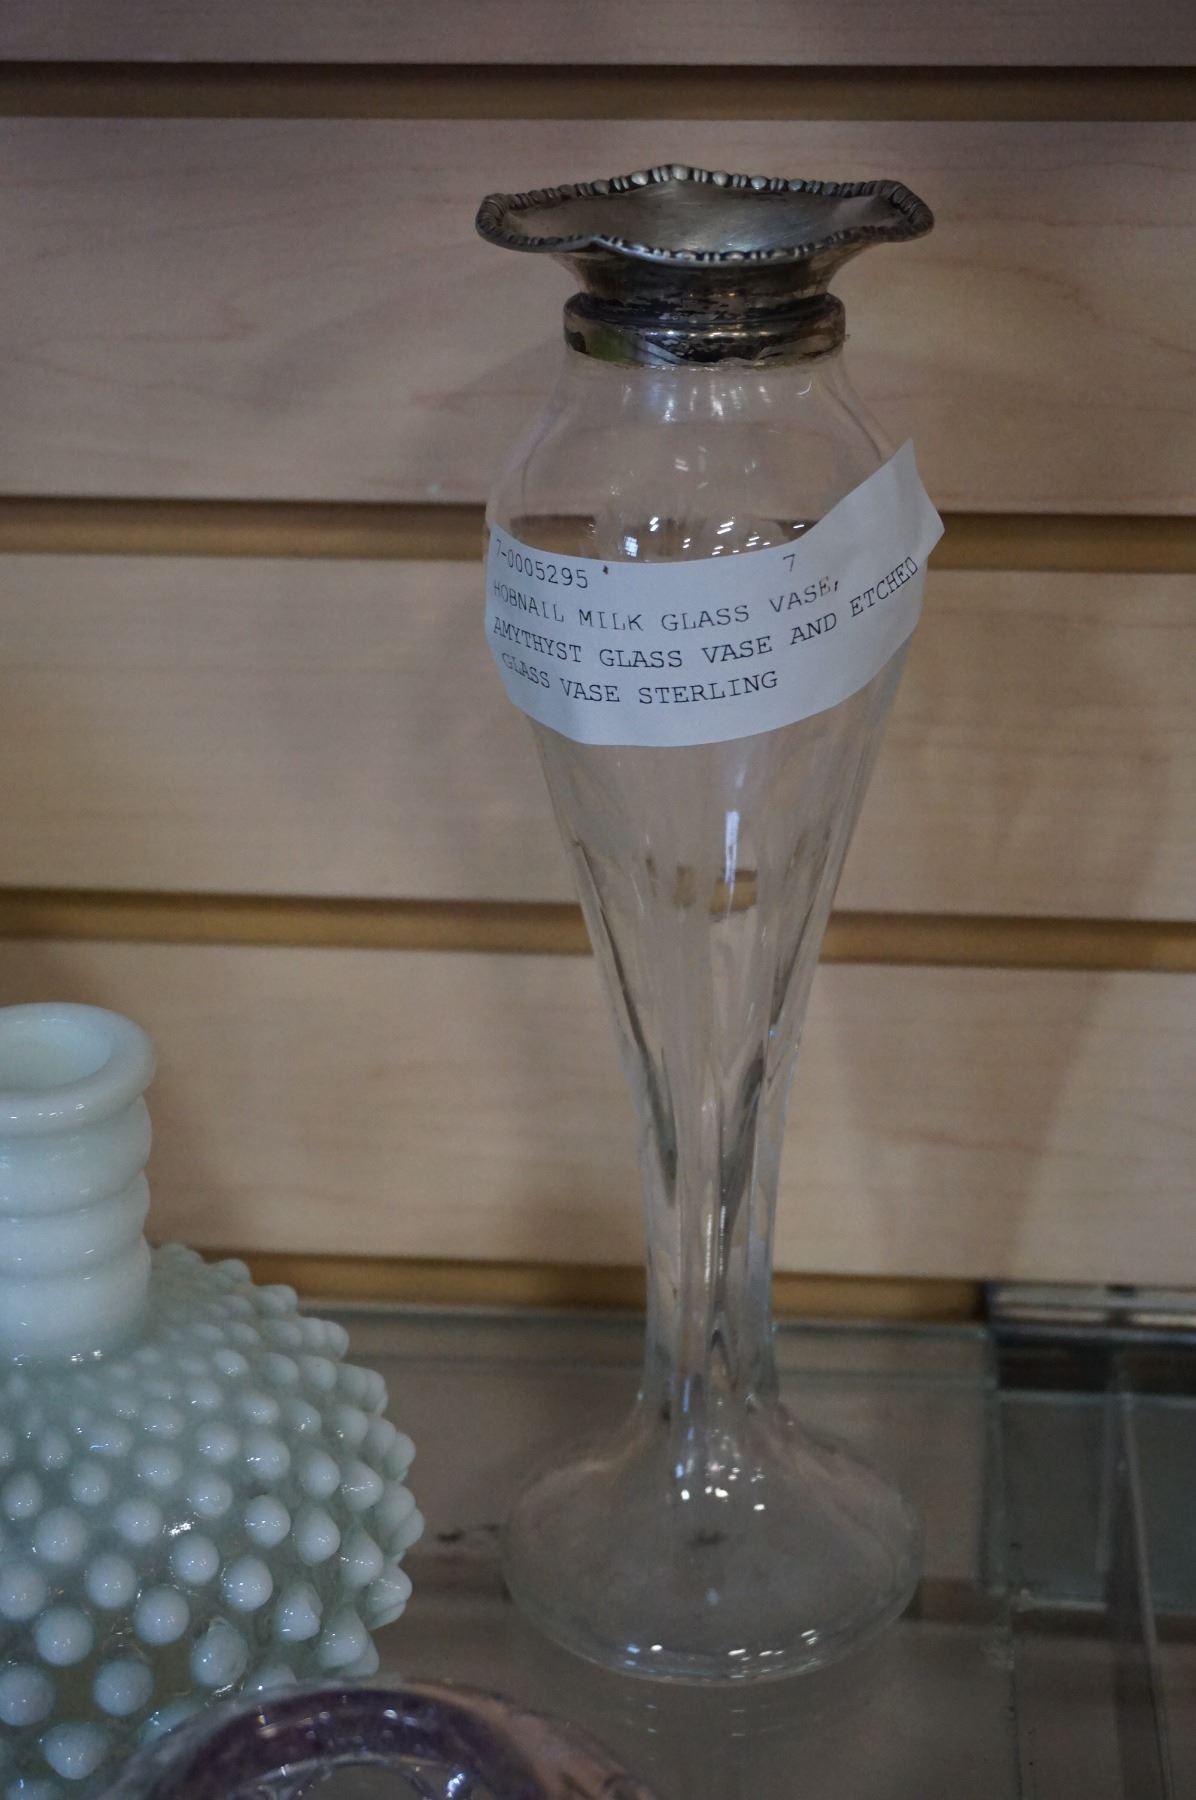 7-0005295 7
HOBNAIL MILK GLASS VASE,
AMYTHYST GLASS VASE AND ETCHED
GLASS VASE STERLING